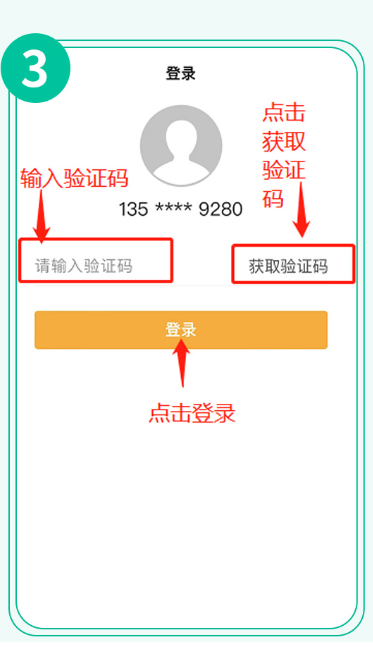 3
登录
点击
获取
验证
码
输入验证码
135 **** 9280
请输入验证码
获取验证码
登录
点击登录